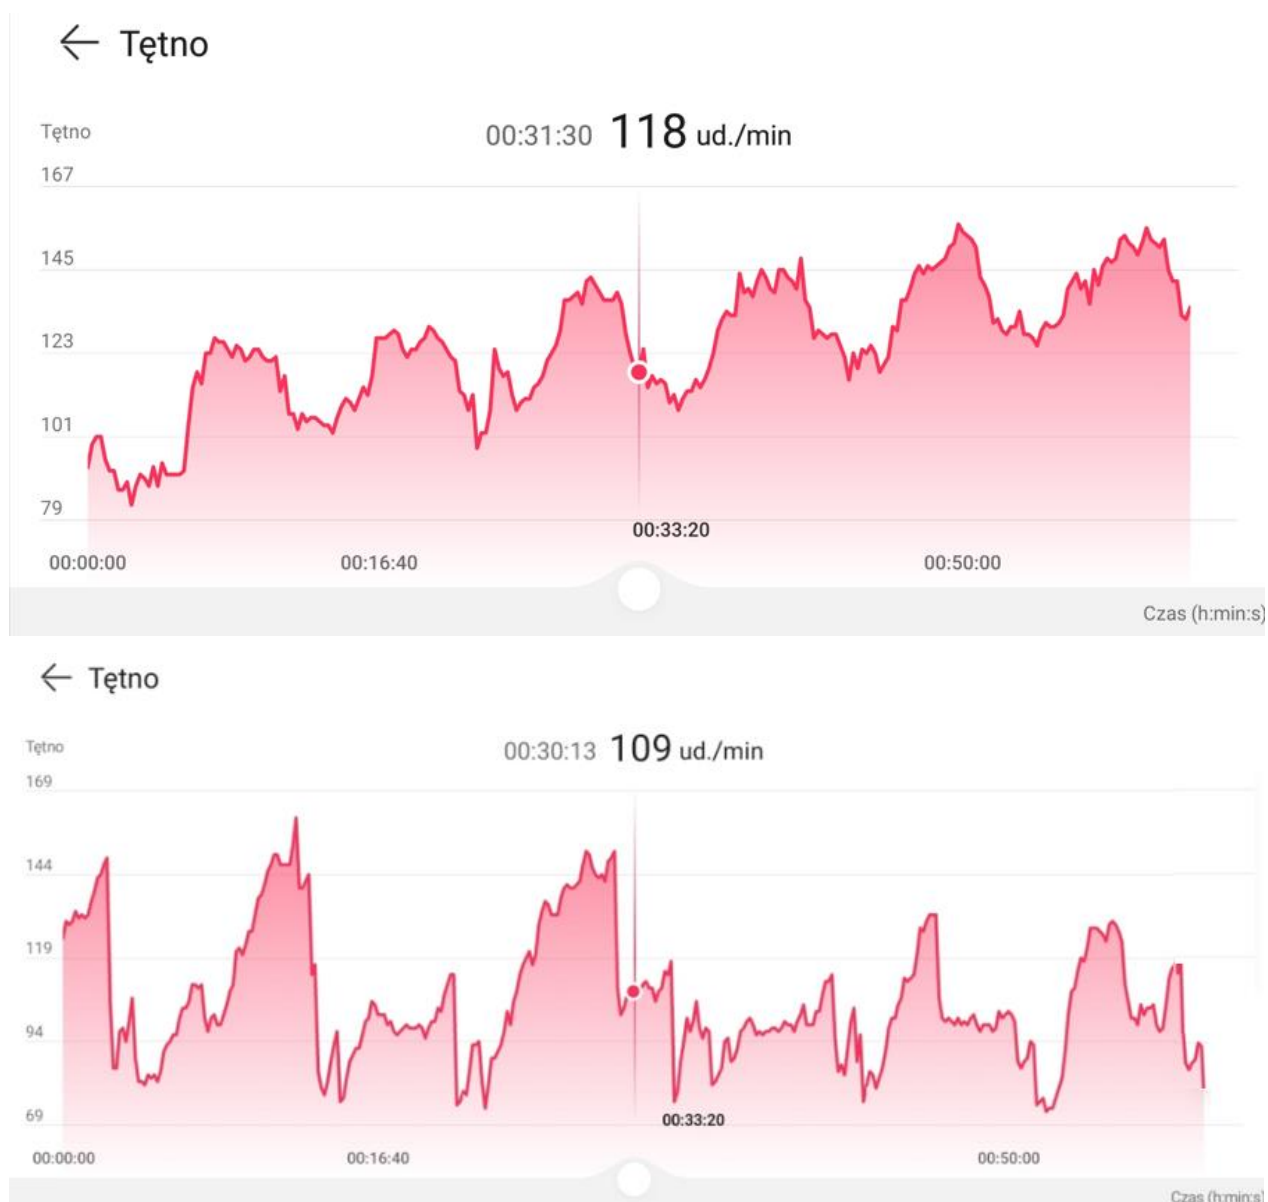 Tętno
Tętno
00:31:30 118 ud./min
167
145
123
101
79
00:33:20
00:00:00 00:16:40 00:50:00
Czas (h:min:s)
Tętno
Tętno
00:30:13 109 ud./min
169
144
119
94
69
00:33:20
00:00:00 00:16:40 00:50:00
Czas (h:min:s)